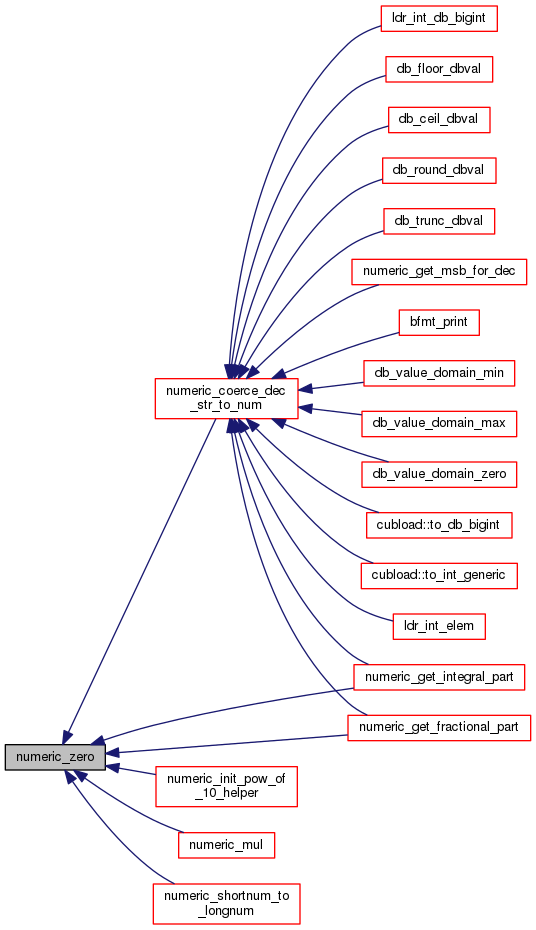 ldr_int_db_bigint
db_floor_dbval
db_ceil_dbval
db_round_dbval
db_trunc_dbval
numeric_get_msb_for_dec
bfmt_print
db_value_domain_min
numeric_coerce_dec
_str_to_num
db_value_domain_max
db_value_domain_zero
cubload::to_db_bigint
cubload::to_int_generic
ldr_int_elem
numeric_get_integral_part
numeric_get_fractional_part
numeric_zero
numeric_init_pow_of
_10_helper
numeric_mul
numeric_shortnum_to
_longnum